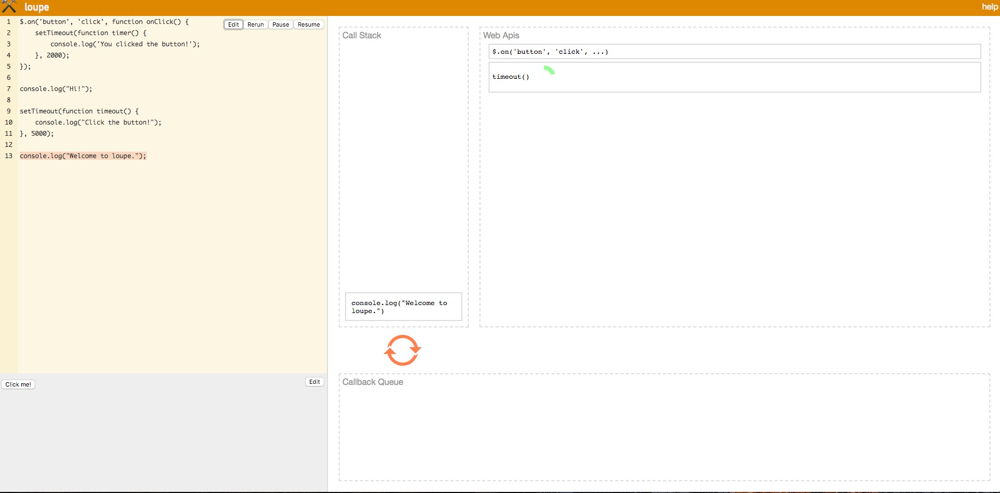 loupe
help
1 $.on('button', 'click', function onClick() {
2     setTimeout(function timer() {
3         console.log('You clicked the button!');
4     }, 2000);
5 });
6
7 console.log("Hi!");
8
9 setTimeout(function timeout() {
10     console.log("Click the button!");
11 }, 5000);
12
13 console.log("Welcome to loupe.");
Edit Rerun Pause Resume
Click me!
Edit
Call Stack
console.log("Welcome to
loupe.")
Web Apis
$.on('button', 'click', ...)
timeout()
Callback Queue